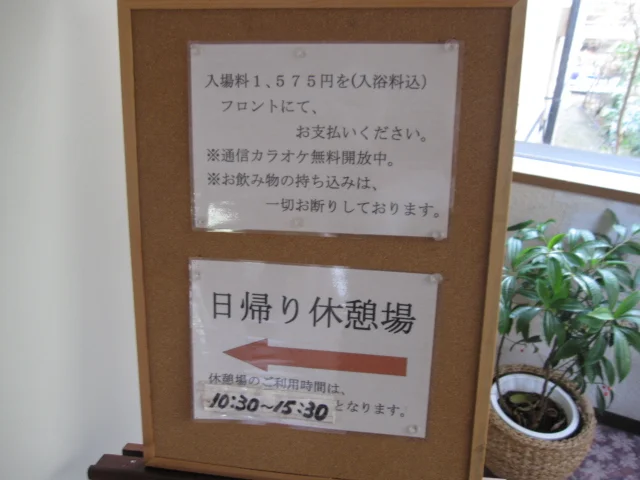 入場料1、575円を(入浴料込)
フロントにて、
お支払いください。
※通信カラオケ無料開放中。
※お飲み物の持ち込みは、
一切お断りしております。
日帰り休憩場
休憩場のご利用時間は、
10:30～15:30となります。